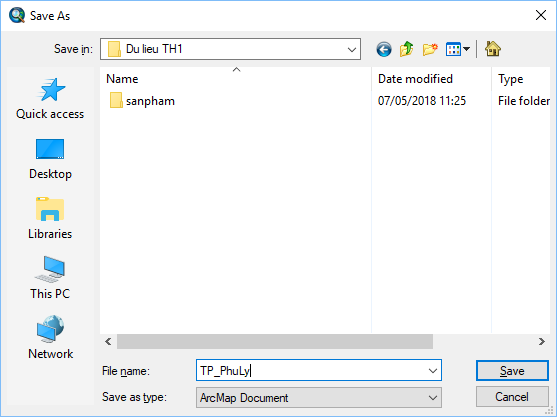 Save As
Save in: Du lieu TH1
Name Date modified Type
sanpham 07/05/2018 11:25 File folder
Quick access
Desktop
Libraries
This PC
Network
File name: TP_PhuLy Save
Save as type: ArcMap Document Cancel